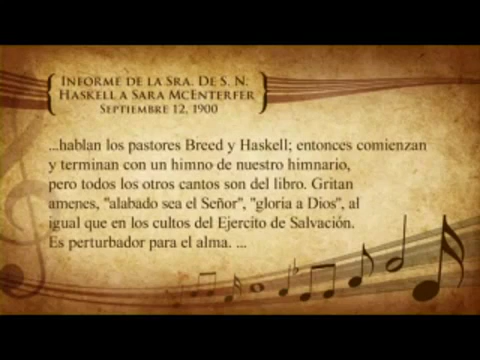 Informe de la Sra. De S. N.
Haskell a Sara McEnterfer
Septiembre 12, 1900
...hablan los pastores Breed y Haskell; entonces comienzan
y terminan con un himno de nuestro himnario,
pero todos los otros cantos son del libro. Gritan
amenes, "alabado sea el Señor", "gloria a Dios", al
igual que en los cultos del Ejercito de Salvación.
Es perturbador para el alma. ...